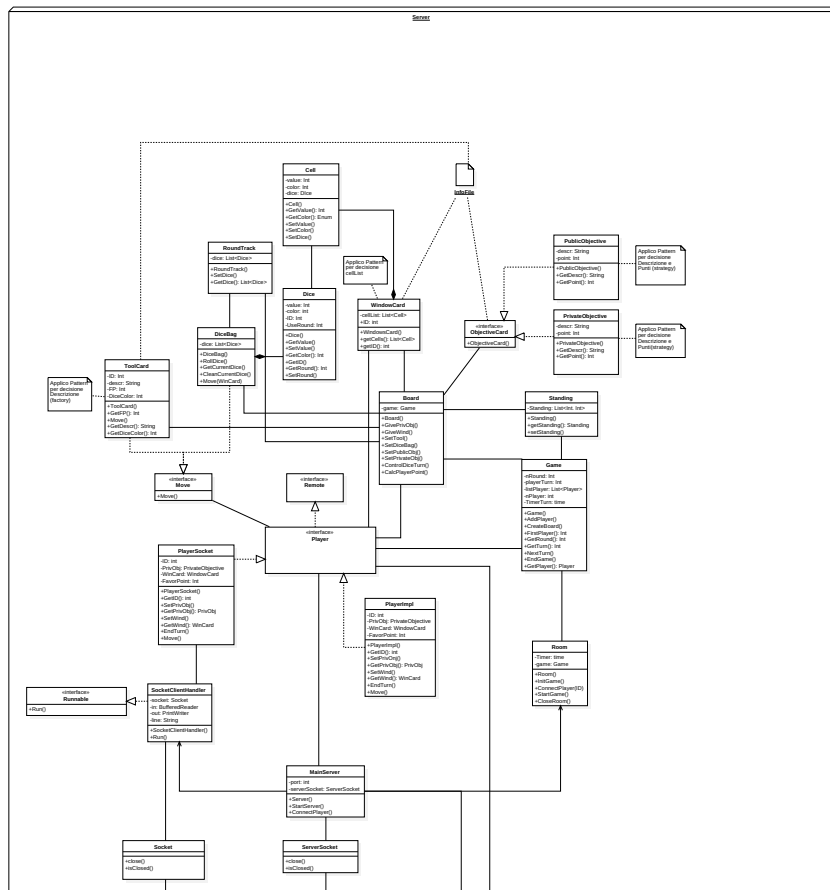 Server
InfoFile
Cell
-value: Int
-color: Int
-dice: Dice
+Cell()
+GetValue(): Int
+GetColor(): Enum
+SetValue()
+SetColor()
+SetDice()
RoundTrack
-dice: List<Dice>
+RoundTrack()
+SetDice()
+GetDice(): List<Dice>
Applico Pattern
per decisione
cellList
PublicObjective
-descr: String
-point: Int
+PublicObjective()
+GetDescr(): String
+GetPoint(): Int
Applico Pattern
per decisione
Descrizione e
Punti (strategy)
Dice
-value: Int
-color: Int
-ID: Int
-UseRound: Int
+Dice()
+GetValue()
+SetValue()
+GetColor(): Int
+GetID()
+GetRound(): Int
+SetRound()
WindowCard
-cellList: List<Cell>
+ID: int
+WindowsCard()
+getCells(): List<Cell>
+getID(): int
«interface»
ObjectiveCard
+ObjectiveCard()
PrivateObjective
-descr: String
-point: Int
+PrivateObjective()
+GetDescr(): String
+GetPoint(): Int
Applico Pattern
per decisione
Descrizione e
Punti(strategy)
DiceBag
-dice: List<Dice>
+DiceBag()
+RollDice()
+GetCurrentDice()
+CleanCurrentDice()
+Move(WinCard)
ToolCard
-ID: Int
-descr: String
-FP: Int
-DiceColor: Int
+ToolCard()
+GetFP(): Int
+Move()
+GetDescr(): String
+GetDiceColor(): Int
Applico Pattern
per decisione
Descrizione
(factory)
Board
-game: Game
+Board()
+GivePrivObj()
+GiveWind()
+SetTool()
+SetDiceBag()
+SetPublicObj()
+SetPrivateObj()
+ControlDiceTurn()
+CalcPlayerPoint()
Standing
-Standing: List<Int, Int>
+Standing()
+getStanding(): Standing
+setStanding()
Game
-nRound: int
-playerTurn: Int
-listPlayer: List<Player>
-nPlayer: int
-TimerTurn: time
+Game()
+AddPlayer()
+CreateBoard()
+FirstPlayer(): Int
+GetRound(): Int
+GetTurn(): Int
+NextTurn()
+EndGame()
+GetPlayer(): Player
«interface»
Move
+Move()
«interface»
Remote
«interface»
Player
PlayerSocket
-ID: int
-PrivObj: PrivateObjective
-WinCard: WindowCard
-FavorPoint: Int
+PlayerSocket()
+GetID(): int
+SetPrivObj()
+GetPrivObj(): PrivObj
+SetWind()
+GetWind(): WinCard
+EndTurn()
+Move()
PlayerImpl
-ID: int
-PrivObj: PrivateObjective
-WinCard: WindowCard
-FavorPoint: Int
+PlayerImpl()
+GetID(): int
+SetPrivOnj()
+GetPrivObj(): PrivObj
+SetWind()
+GetWind(): WinCard
+EndTurn()
+Move()
Room
-Timer: time
-game: Game
+Room()
+InitGame()
+ConnectPlayer(ID)
+StartGame()
+CloseRoom()
«interface»
Runnable
+Run()
SocketClientHandler
-socket: Socket
-in: BufferedReader
-out: PrintWriter
-line: String
+SocketClientHandler()
+Run()
MainServer
-port: int
-serverSocket: ServerSocket
+Server()
+StartServer()
+ConnectPlayer()
Socket
+close()
+isClosed()
ServerSocket
+close()
+isClosed()